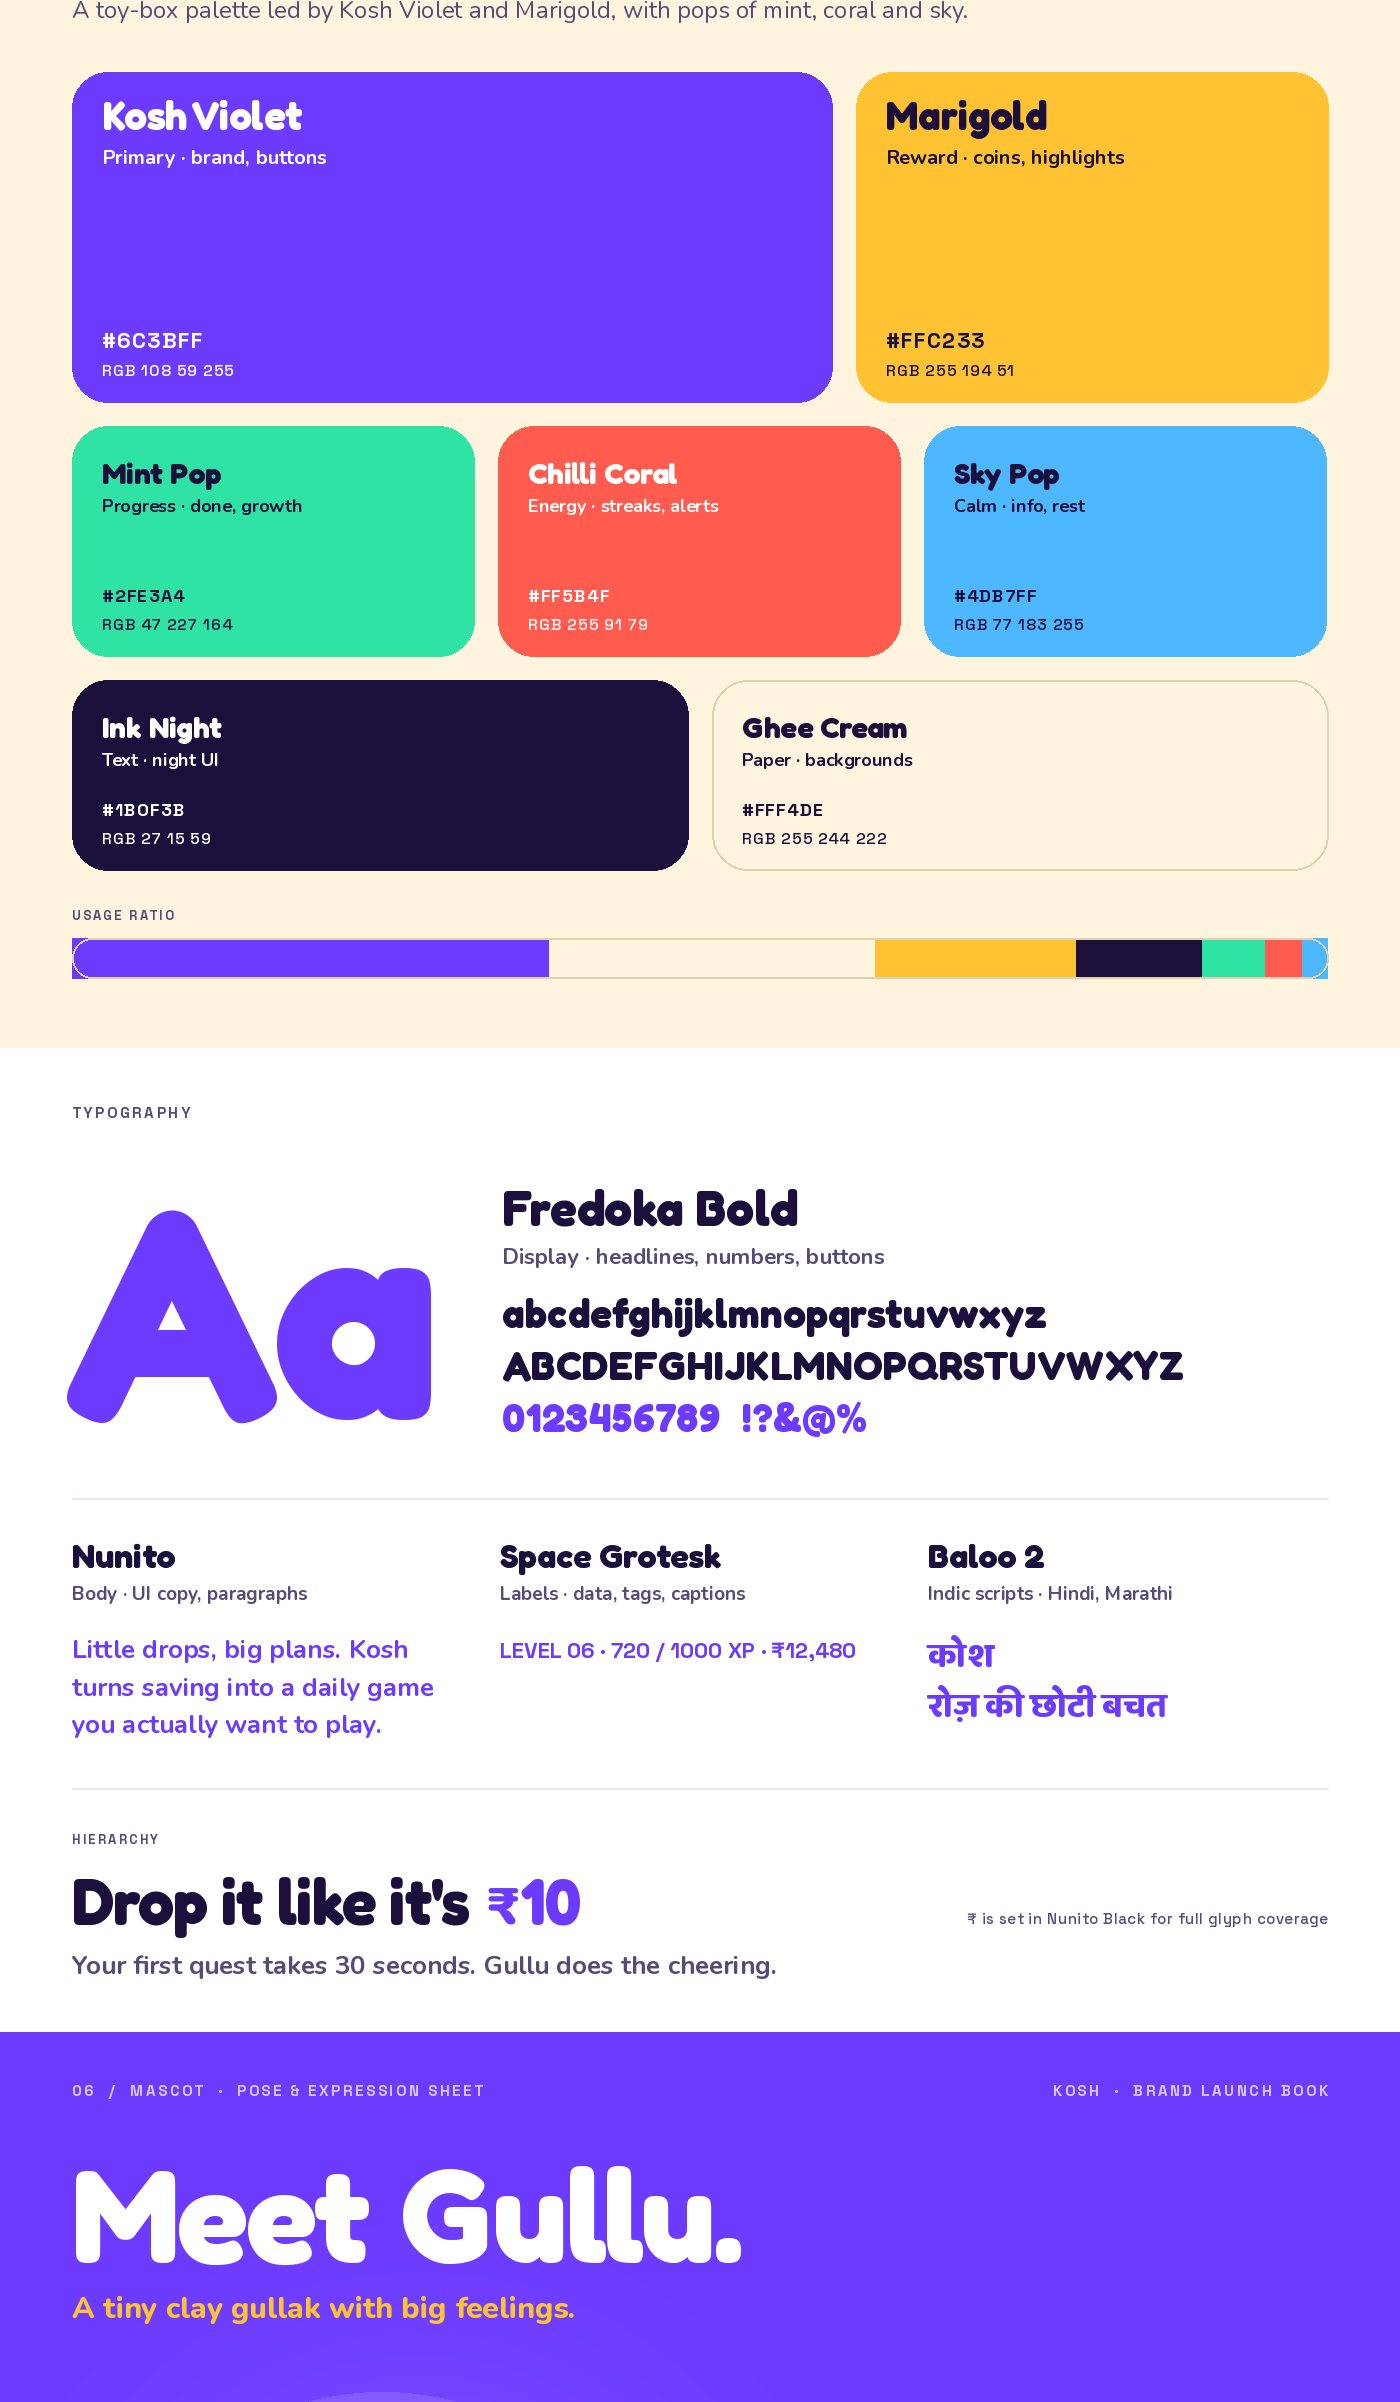 A toy-box palette led by Kosh Violet and Marigold, with pops of mint, coral and sky.
Kosh Violet
Primary · brand, buttons
#6C3BFF
RGB 108 59 255
Marigold
Reward · coins, highlights
#FFC233
RGB 255 194 51
Mint Pop
Progress · done, growth
#2FE3A4
RGB 47 227 164
Chilli Coral
Energy · streaks, alerts
#FF5B4F
RGB 255 91 79
Sky Pop
Calm · info, rest
#4DB7FF
RGB 77 183 255
Ink Night
Text · night UI
#1B0F3B
RGB 27 15 59
Ghee Cream
Paper · backgrounds
#FFF4DE
RGB 255 244 222
USAGE RATIO
TYPOGRAPHY
Aa
Fredoka Bold
Display · headlines, numbers, buttons
abcdefghijklmnopqrstuvwxyz
ABCDEFGHIJKLMNOPQRSTUVWXYZ
0123456789 !?&@%
Nunito
Body · UI copy, paragraphs
Little drops, big plans. Kosh
turns saving into a daily game
you actually want to play.
Space Grotesk
Labels · data, tags, captions
LEVEL 06 · 720 / 1000 XP · ₹12,480
Baloo 2
Indic scripts · Hindi, Marathi
कोश
रोज़ की छोटी बचत
HIERARCHY
Drop it like it's ₹10
₹ is set in Nunito Black for full glyph coverage
Your first quest takes 30 seconds. Gullu does the cheering.
06 / MASCOT · POSE & EXPRESSION SHEET
KOSH · BRAND LAUNCH BOOK
Meet Gullu.
A tiny clay gullak with big feelings.